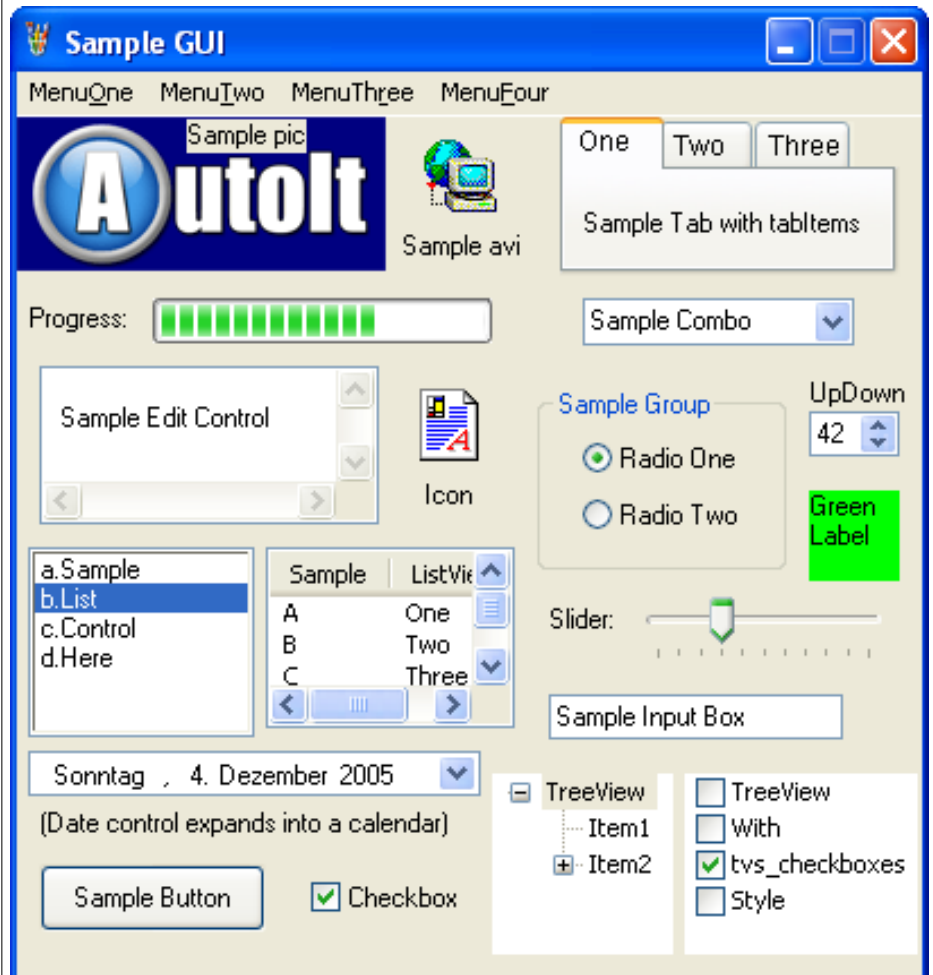 Sample GUI
MenuOne MenuTwo MenuThree MenuFour
Sample pic
AutoIt
Sample avi
One Two Three
Sample Tab with tabItems
Progress:
Sample Combo
Sample Edit Control
Icon
Sample Group
Radio One
Radio Two
UpDown
42
Green
Label
a.Sample
b.List
c.Control
d.Here
Sample ListVie
A One
B Two
C Three
Slider:
Sample Input Box
Sonntag , 4. Dezember 2005
(Date control expands into a calendar)
Sample Button
Checkbox
TreeView
Item1
Item2
TreeView
With
tvs_checkboxes
Style